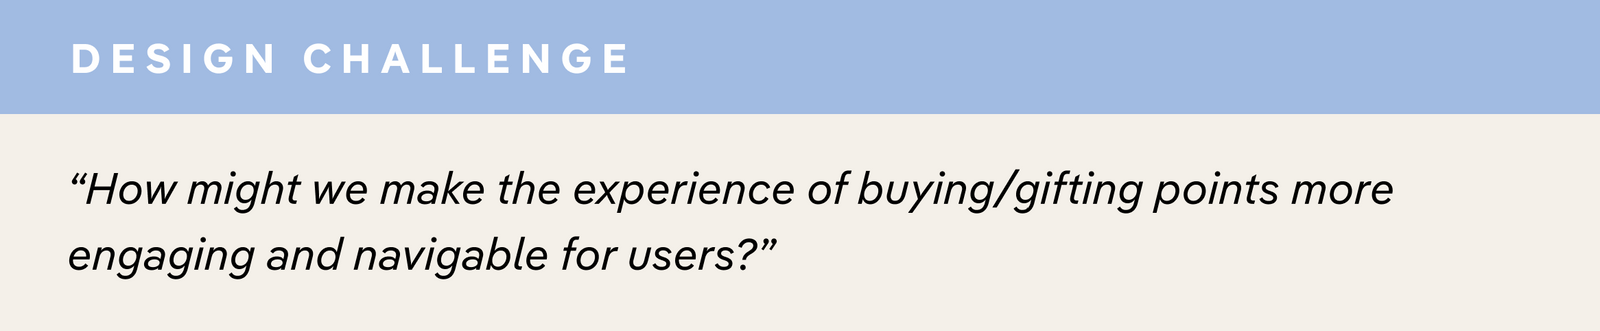 DESIGN CHALLENGE
“How might we make the experience of buying/gifting points more
engaging and navigable for users?”